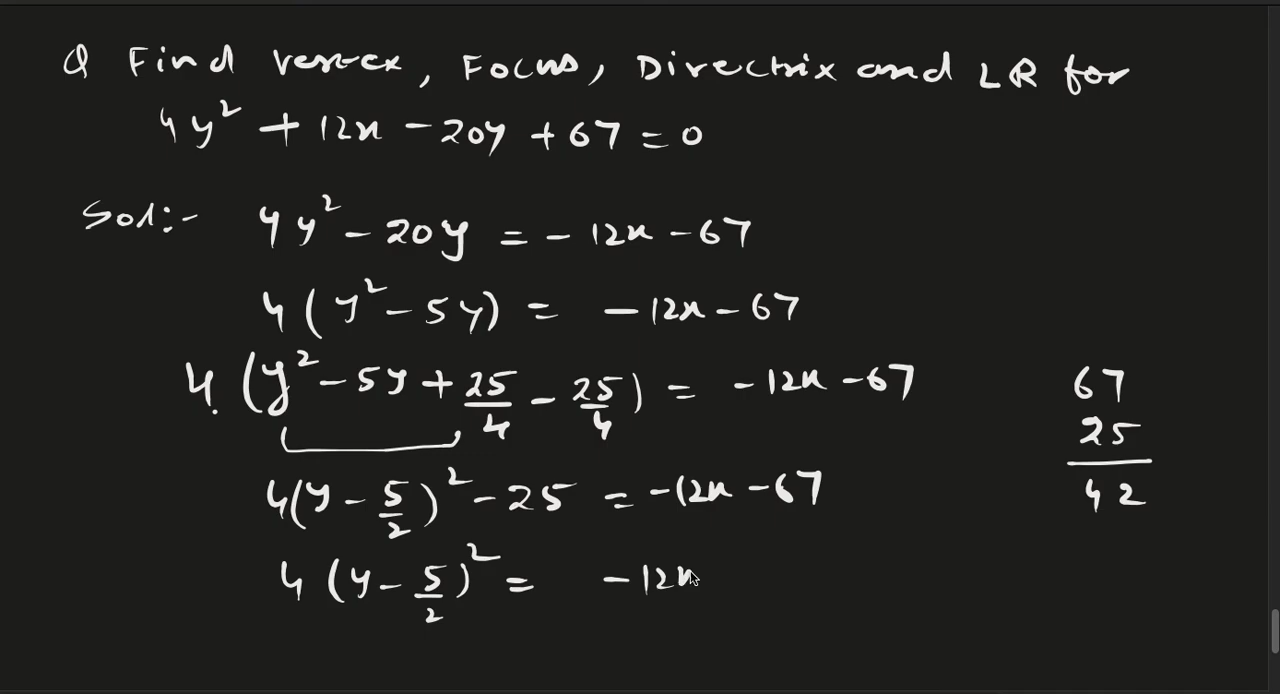 Q Find vertex, Focus, Directrix and LR for
4y² + 12x - 20y + 67 = 0
Sol:- 4y² - 20y = - 12x - 67
4 (y² - 5y) = - 12x - 67
4 (y² - 5y + 25/4 - 25/4) = - 12x - 67
67
25
42
4(y - 5/2)² - 25 = - 12x - 67
4 (y - 5/2)² = - 12x